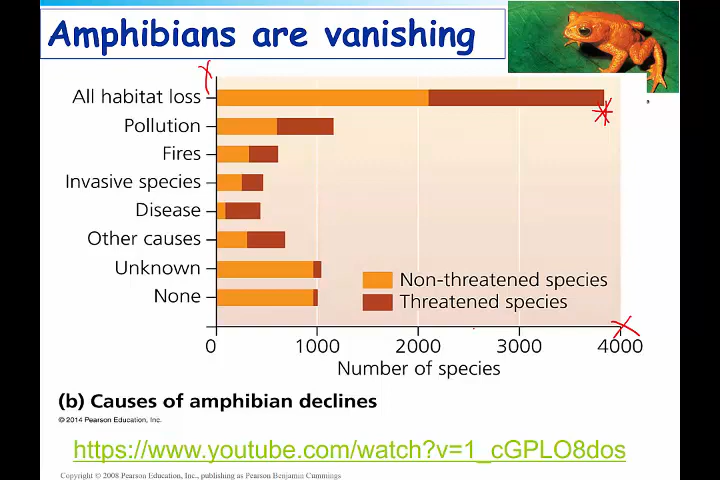 Amphibians are vanishing
All habitat loss
Pollution
Fires
Invasive species
Disease
Other causes
Unknown
None
Non-threatened species
Threatened species
0 1000 2000 3000 4000
Number of species
(b) Causes of amphibian declines
© 2014 Pearson Education, Inc.
https://www.youtube.com/watch?v=1_cGPLO8dos
Copyright © 2008 Pearson Education, Inc., publishing as Pearson Benjamin Cummings